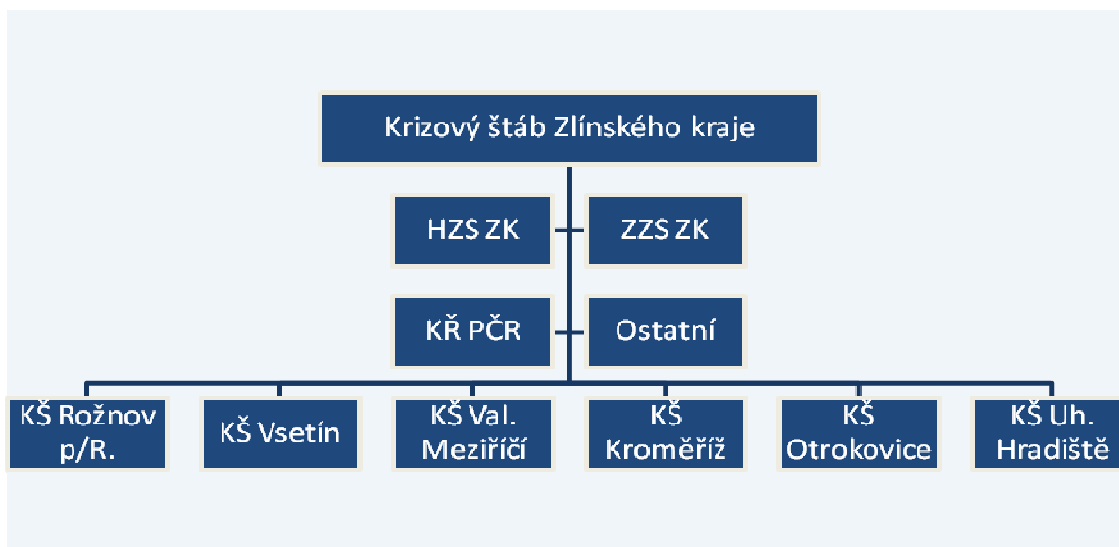 Krizový štáb Zlínského kraje
HZS ZK
ZZS ZK
KŘ PČR
Ostatní
KŠ Rožnov
p/R.
KŠ Vsetín
KŠ Val.
Meziříčí
KŠ
Kroměříž
KŠ
Otrokovice
KŠ Uh.
Hradiště